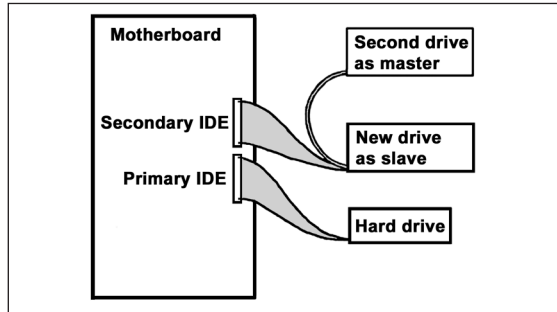 Motherboard
Second drive
as master
Secondary IDE
New drive
as slave
Primary IDE
Hard drive